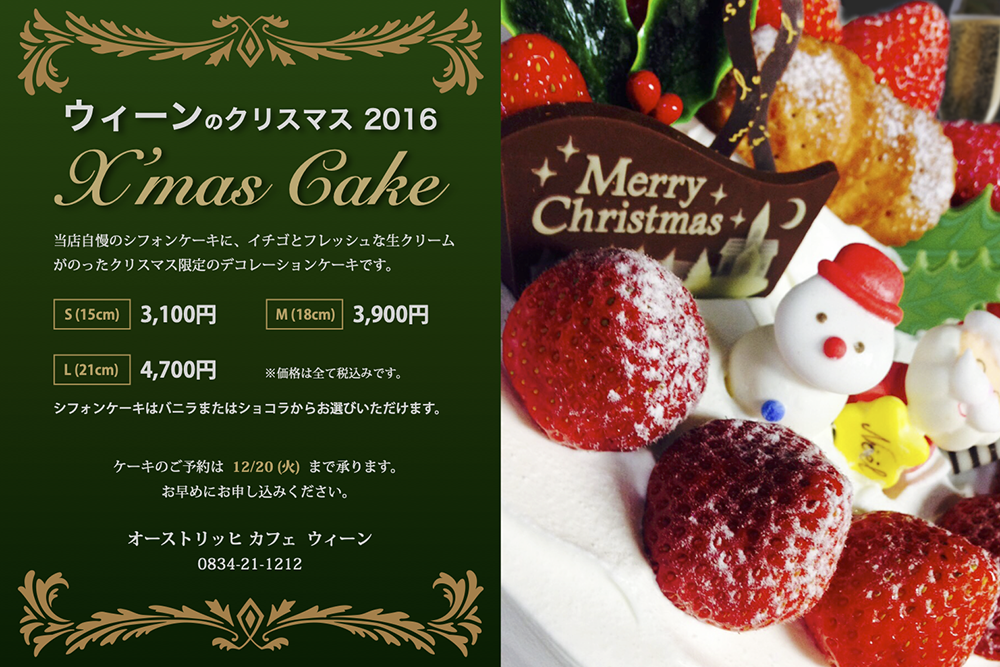 ウィーンのクリスマス 2016
X'mas Cake
当店自慢のシフォンケーキに、イチゴとフレッシュな生クリーム
がのったクリスマス限定のデコレーションケーキです。
S (15cm) 3,100円 M (18cm) 3,900円
L (21cm) 4,700円 ※価格は全て税込みです。
シフォンケーキはバニラまたはショコラからお選びいただけます。
ケーキのご予約は 12/20 (火) まで承ります。
お早めにお申し込みください。
オーストリッヒ カフェ ウィーン
0834-21-1212
Merry
Christmas
Noël